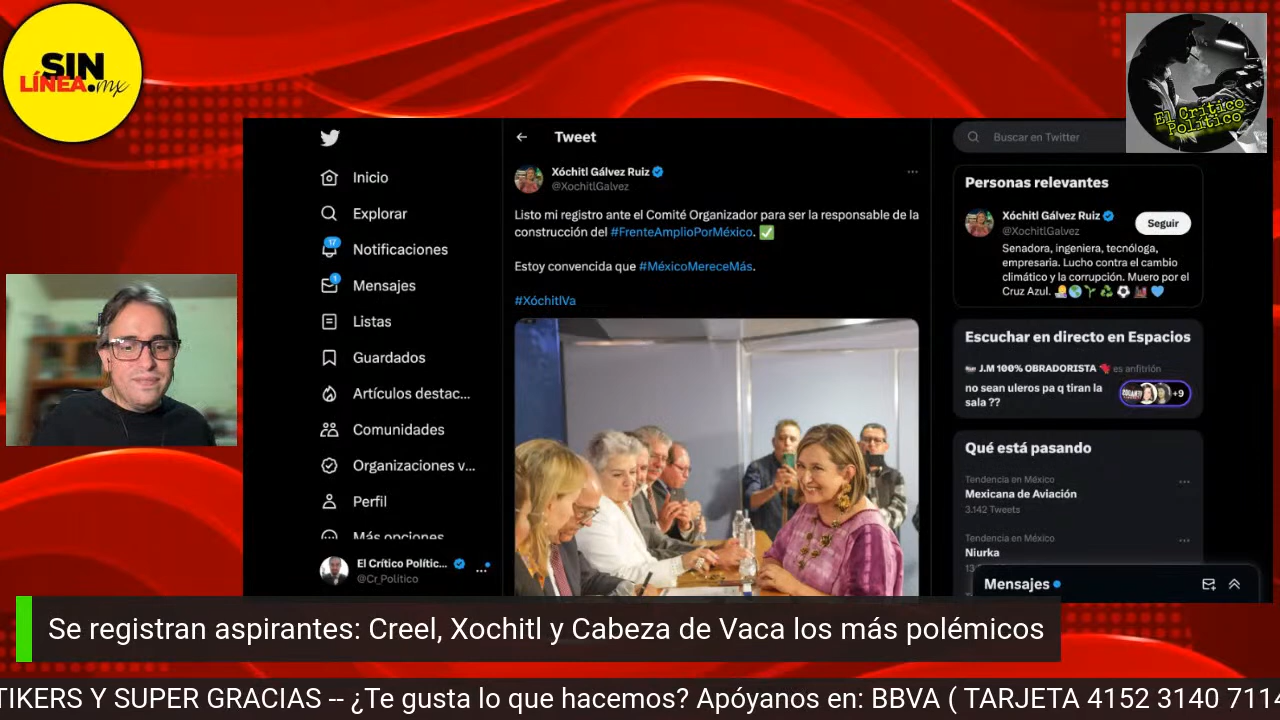 SIN
LÍNEA.mx
El Crítico
Político
Inicio
Explorar
17
Notificaciones
1
Mensajes
Listas
Guardados
Artículos destac...
Comunidades
Organizaciones v...
Perfil
Más opciones
El Crítico Polític...
@Cr_Politico
Tweet
Xóchitl Gálvez Ruiz
@XochitlGalvez
Listo mi registro ante el Comité Organizador para ser la responsable de la
construcción del #FrenteAmplioPorMéxico. ✅
Estoy convencida que #MéxicoMereceMás.
#XóchitlVa
Buscar en Twitter
Personas relevantes
Xóchitl Gálvez Ruiz
@XochitlGalvez
Seguir
Senadora, ingeniera, tecnóloga,
empresaria. Lucho contra el cambio
climático y la corrupción. Muero por el
Cruz Azul.
Escuchar en directo en Espacios
J.M 100% OBRADORISTA es anfitrión
no sean uleros pa q tiran la
sala ??
+9
Qué está pasando
Tendencia en México
Mexicana de Aviación
3.142 Tweets
Tendencia en México
Niurka
Mensajes
Se registran aspirantes: Creel, Xochitl y Cabeza de Vaca los más polémicos
TIKERS Y SUPER GRACIAS -- ¿Te gusta lo que hacemos? Apóyanos en: BBVA ( TARJETA 4152 3140 7114